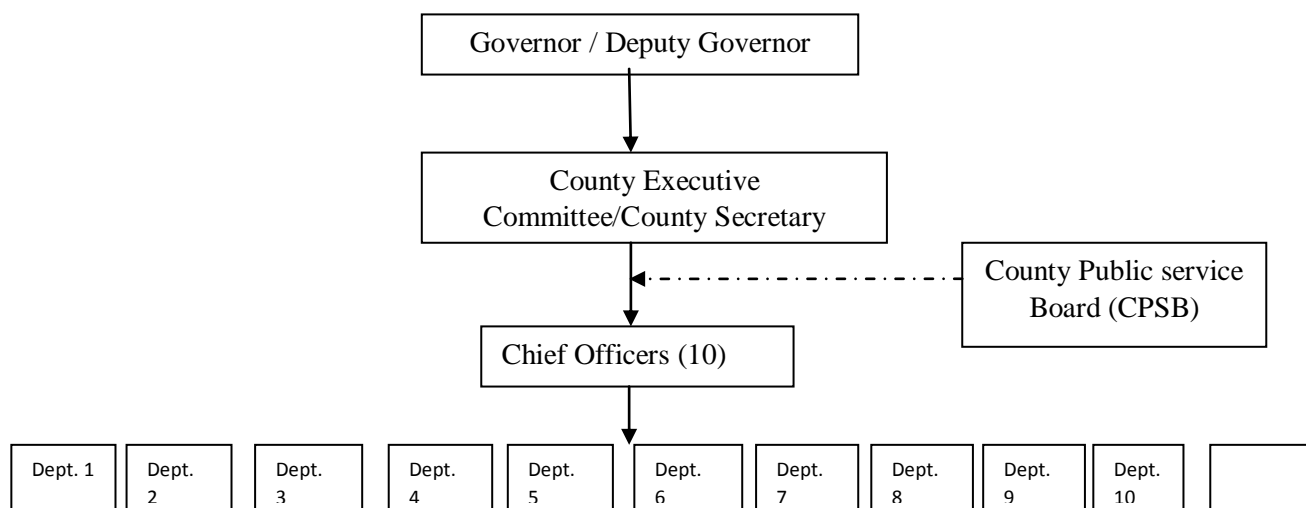 Governor / Deputy Governor
County Executive
Committee/County Secretary
County Public service
Board (CPSB)
Chief Officers (10)
Dept. 1
Dept.
2
Dept.
3
Dept.
4
Dept.
5
Dept.
6
Dept.
7
Dept.
8
Dept.
9
Dept.
10